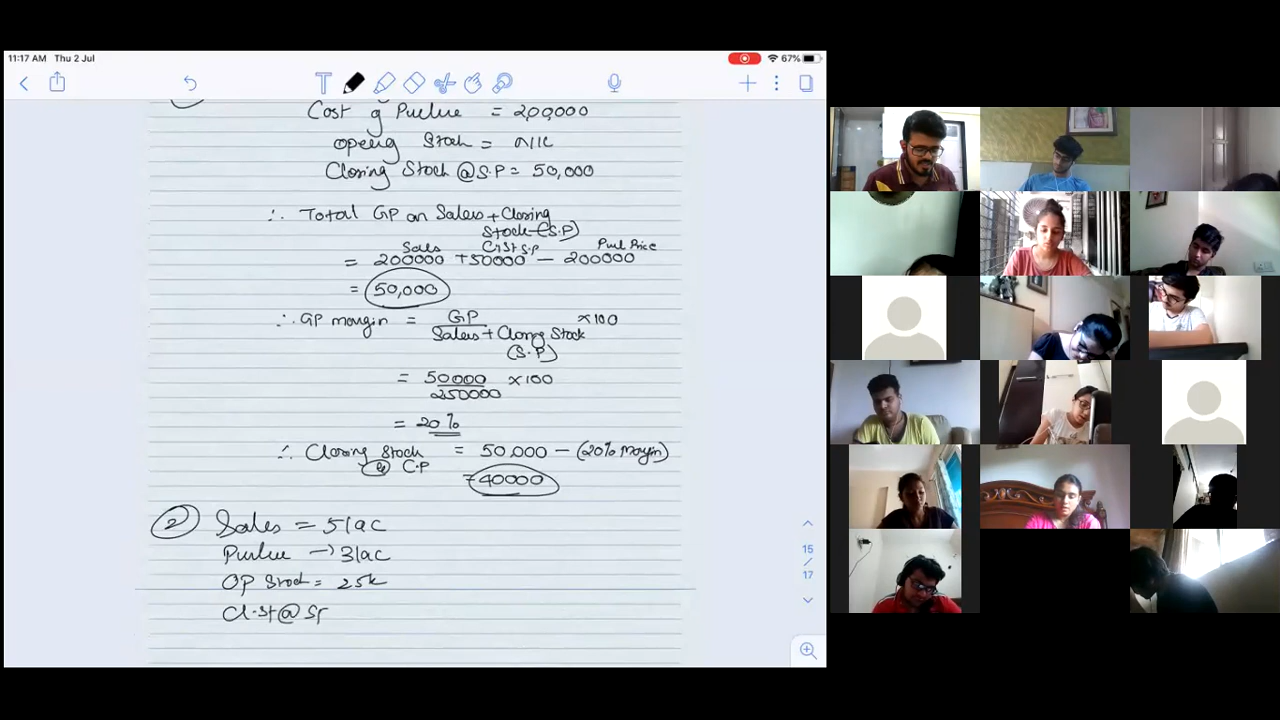 11:17 AM Thu 2 Jul
67%
T
Cost of Purchase = 200000
Opening Stock = Nil
Closing Stock @ S.P = 50,000
∴ Total GP on Sales + Closing
Stock (S.P)
Sales Cl St S.P Purc Price
= 200000 + 50000 - 200000
= 50,000
∴ GP margin = GP × 100
Sales + Closing Stock
(S.P)
= 50000 × 100
250000
= 20%
∴ Closing Stock = 50,000 - (20% Margin)
@ C.P = 40000
2 Sales = 5 lac
Purchase → 3 lac
OP Stock = 25k
Cl. St @ SP
15
/
17